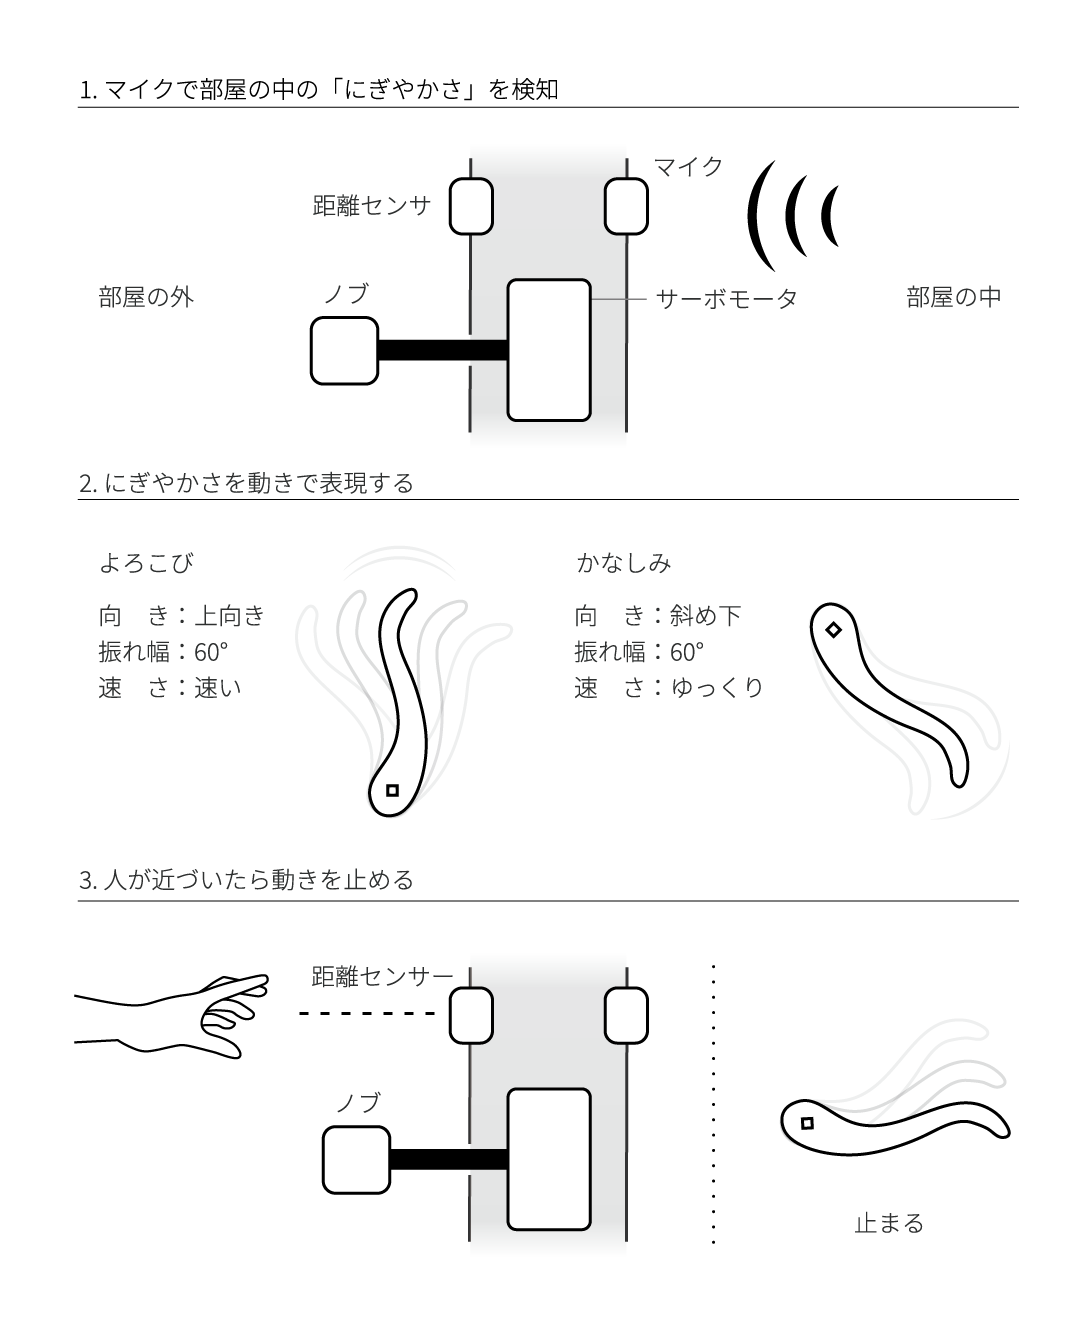 1. マイクで部屋の中の「にぎやかさ」を検知
マイク
距離センサ
部屋の外
ノブ
サーボモータ
部屋の中
2. にぎやかさを動きで表現する
よろこび
向　き：上向き
振れ幅：60°
速　さ：速い
かなしみ
向　き：斜め下
振れ幅：60°
速　さ：ゆっくり
3. 人が近づいたら動きを止める
距離センサー
ノブ
止まる